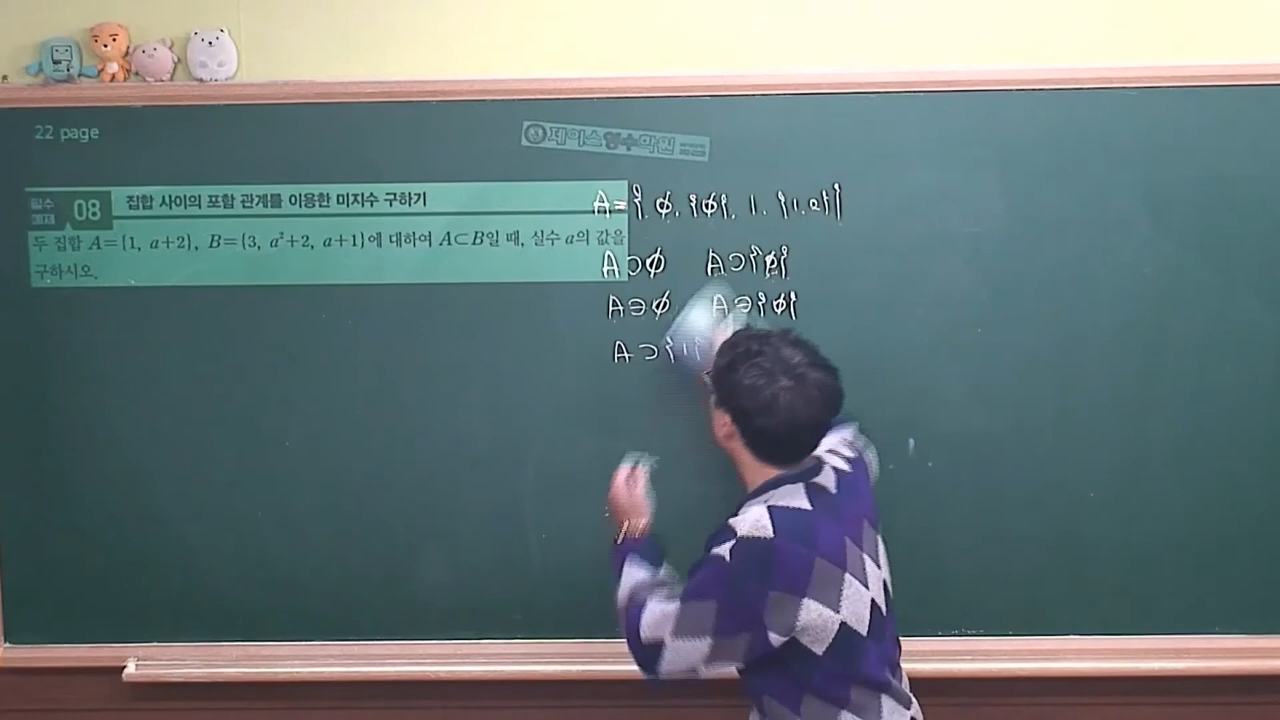 22 page
제이스영수학원
필수 예제 08 집합 사이의 포함 관계를 이용한 미지수 구하기
두 집합 A={1, a+2}, B={3, a²+2, a+1}에 대하여 A⊂B일 때, 실수 a의 값을
구하시오.
A={ ∅, {∅}, 1, {1, 2}}
A⊃∅ A⊃{∅}
A∋∅ A∋{∅}
A⊃{1}